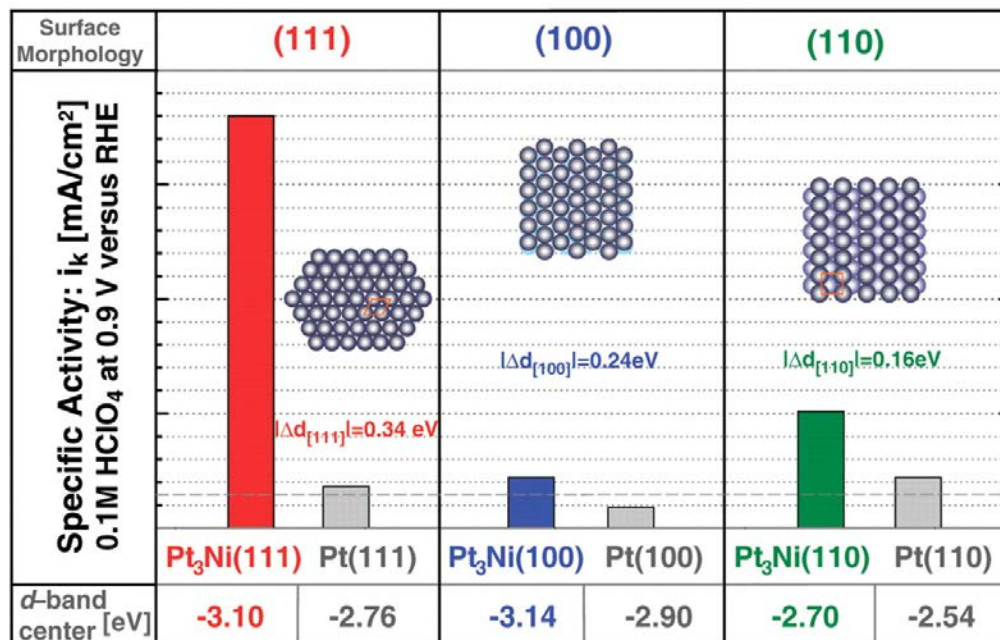 Surface
Morphology
(111)
(100)
(110)
Specific Activity: iₖ [mA/cm²]
0.1M HClO₄ at 0.9 V versus RHE
|Δd[111]|=0.34 eV
|Δd[100]|=0.24eV
|Δd[110]|=0.16eV
Pt₃Ni(111) Pt(111)
Pt₃Ni(100) Pt(100)
Pt₃Ni(110) Pt(110)
d–band
center [eV]
-3.10
-2.76
-3.14
-2.90
-2.70
-2.54